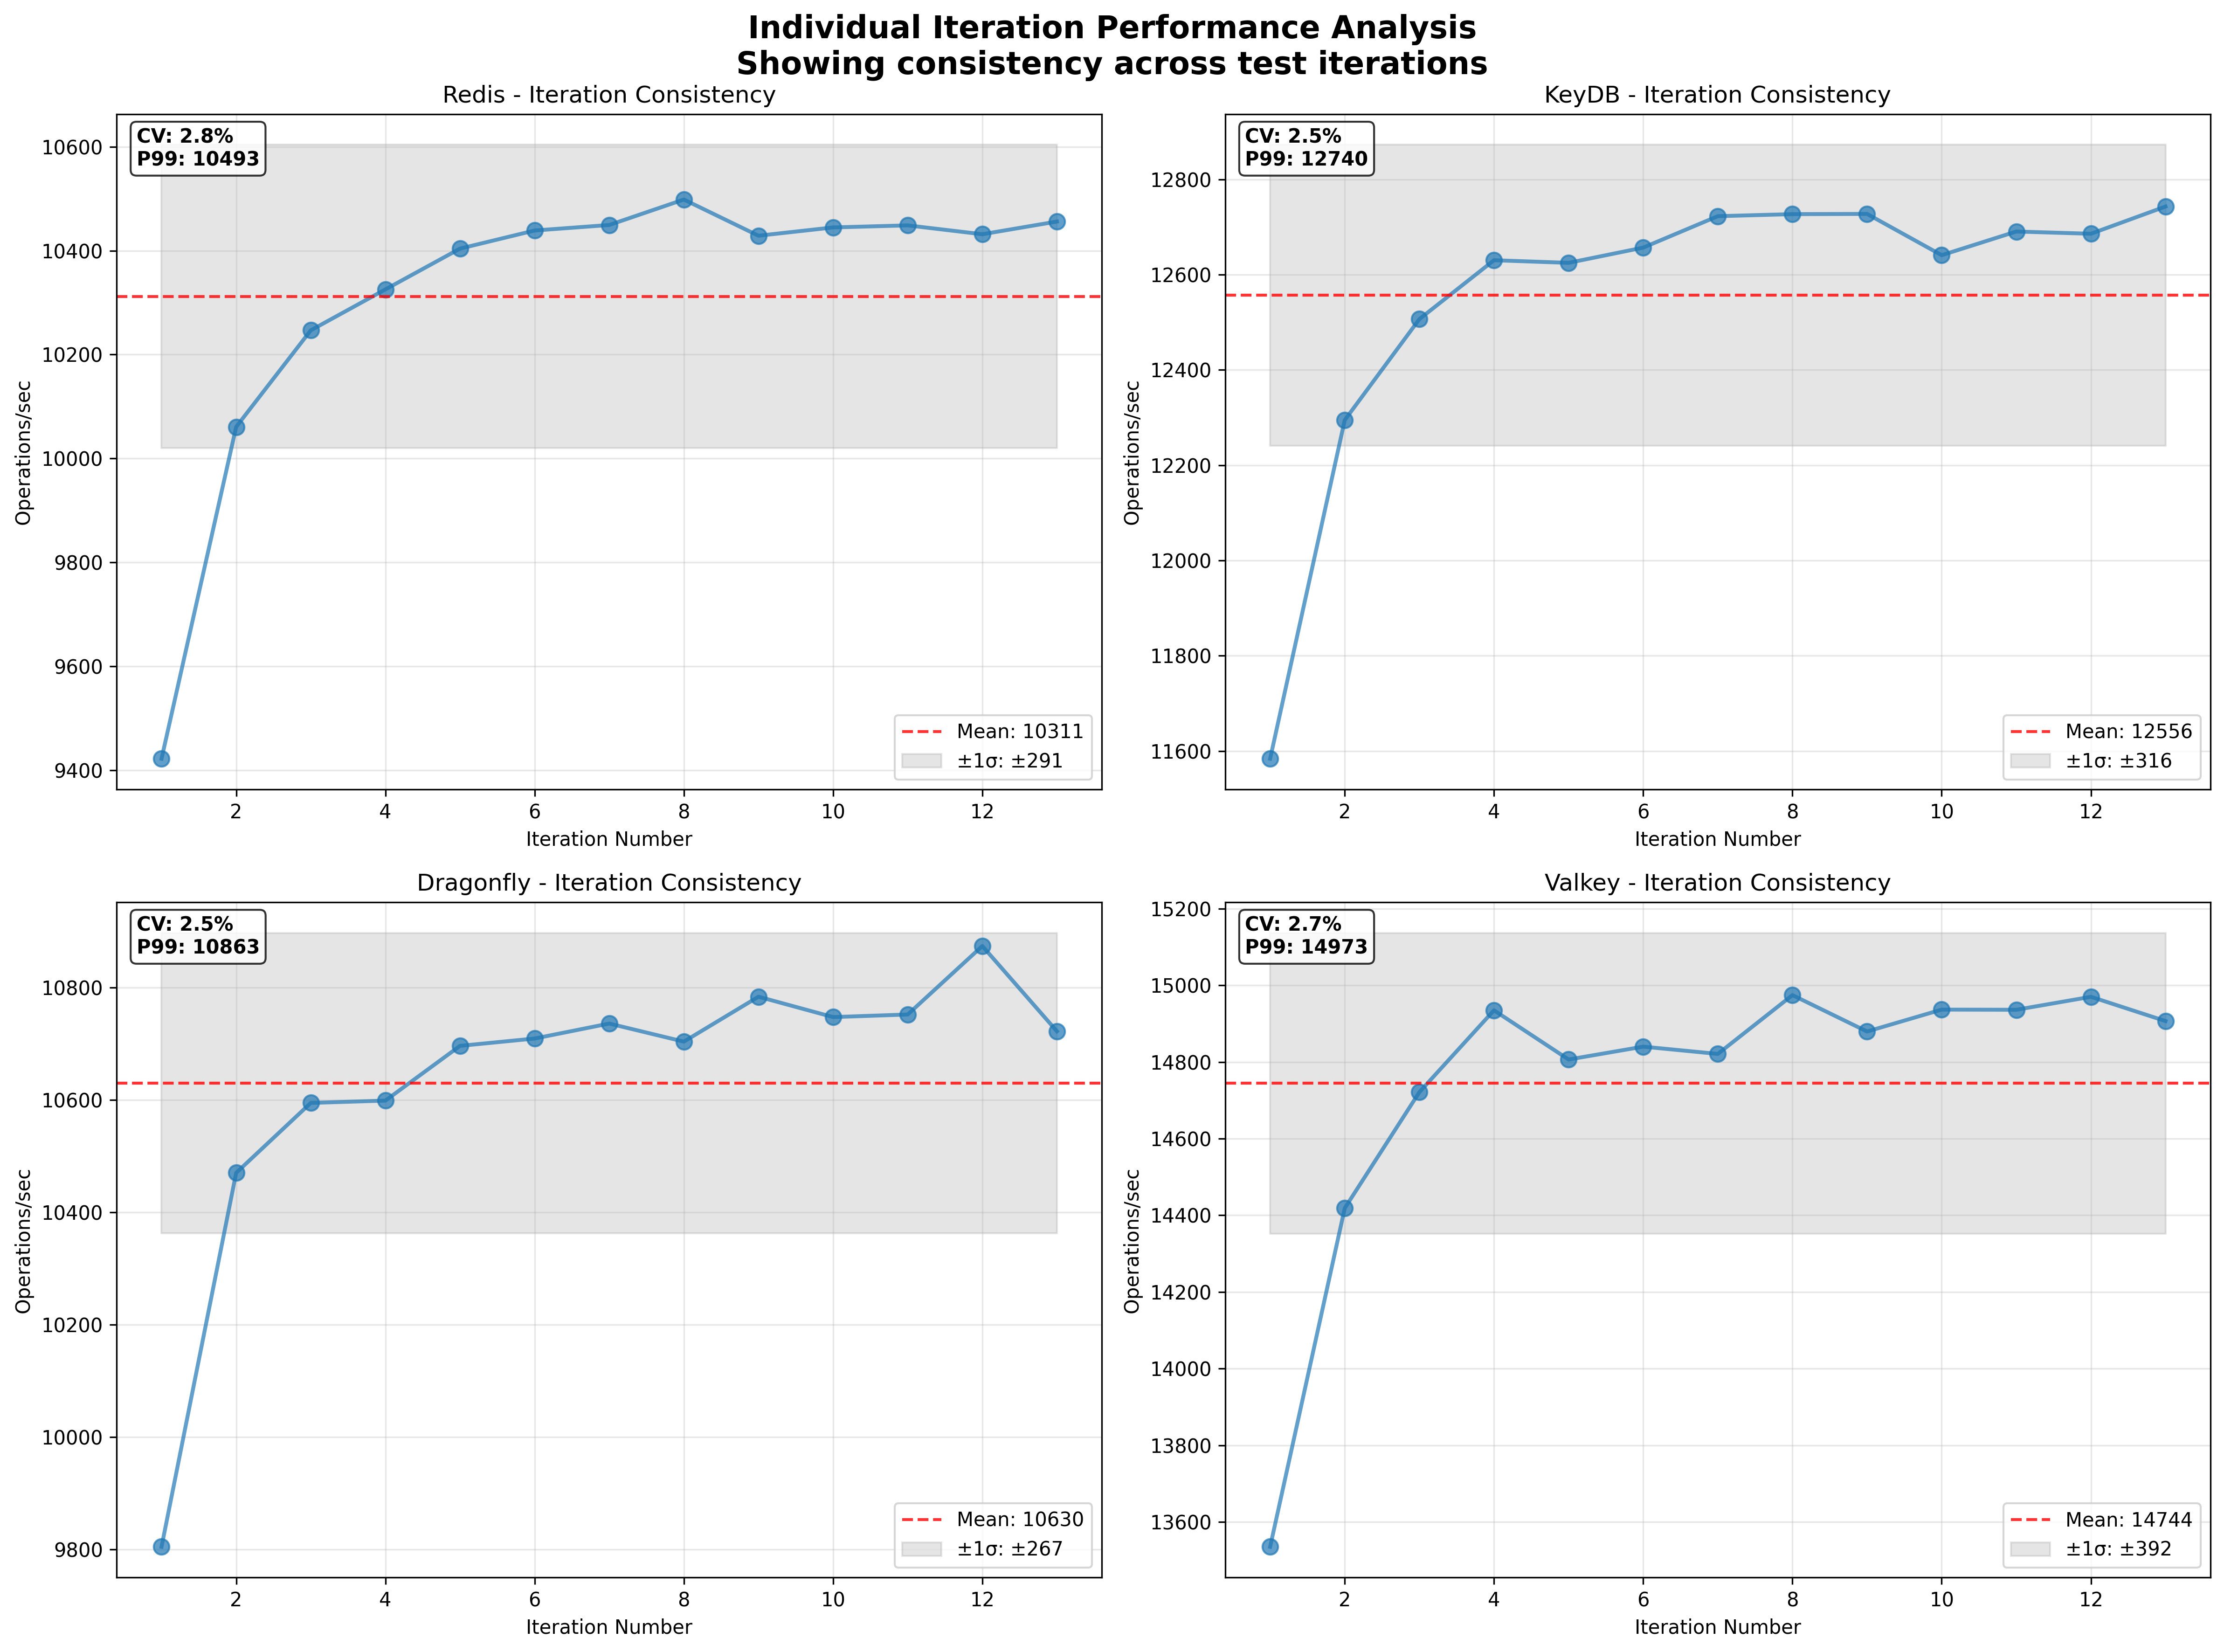 Individual Iteration Performance Analysis
Showing consistency across test iterations
Redis - Iteration Consistency
CV: 2.8%
P99: 10493
10600
10400
10200
10000
9800
9600
9400
Operations/sec
Mean: 10311
±1σ: ±291
2 4 6 8 10 12
Iteration Number
KeyDB - Iteration Consistency
CV: 2.5%
P99: 12740
12800
12600
12400
12200
12000
11800
11600
Operations/sec
Mean: 12556
±1σ: ±316
2 4 6 8 10 12
Iteration Number
Dragonfly - Iteration Consistency
CV: 2.5%
P99: 10863
10800
10600
10400
10200
10000
9800
Operations/sec
Mean: 10630
±1σ: ±267
2 4 6 8 10 12
Iteration Number
Valkey - Iteration Consistency
CV: 2.7%
P99: 14973
15200
15000
14800
14600
14400
14200
14000
13800
13600
Operations/sec
Mean: 14744
±1σ: ±392
2 4 6 8 10 12
Iteration Number